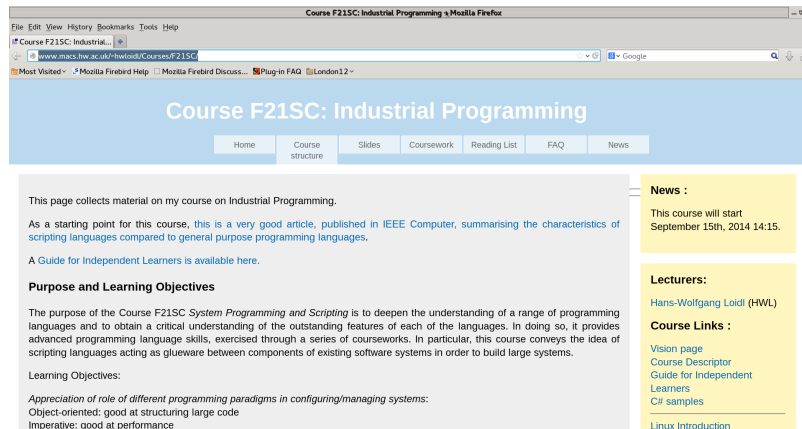 Course F21SC: Industrial Programming - Mozilla Firefox
File Edit View History Bookmarks Tools Help
Course F21SC: Industrial...
www.macs.hw.ac.uk/~hwloidl/Courses/F21SC/
Google
Most Visited Mozilla Firebird Help Mozilla Firebird Discuss... Plug-in FAQ London12
Course F21SC: Industrial Programming
Home Course structure Slides Coursework Reading List FAQ News
This page collects material on my course on Industrial Programming.
As a starting point for this course, this is a very good article, published in IEEE Computer, summarising the characteristics of
scripting languages compared to general purpose programming languages.
A Guide for Independent Learners is available here.
Purpose and Learning Objectives
The purpose of the Course F21SC System Programming and Scripting is to deepen the understanding of a range of programming
languages and to obtain a critical understanding of the outstanding features of each of the languages. In doing so, it provides
advanced programming language skills, exercised through a series of courseworks. In particular, this course conveys the idea of
scripting languages acting as glueware between components of existing software systems in order to build large systems.
Learning Objectives:
Appreciation of role of different programming paradigms in configuring/managing systems:
Object-oriented: good at structuring large code
Imperative: good at performance
News :
This course will start
September 15th, 2014 14:15.
Lecturers:
Hans-Wolfgang Loidl (HWL)
Course Links :
Vision page
Course Descriptor
Guide for Independent
Learners
C# samples
Linux Introduction